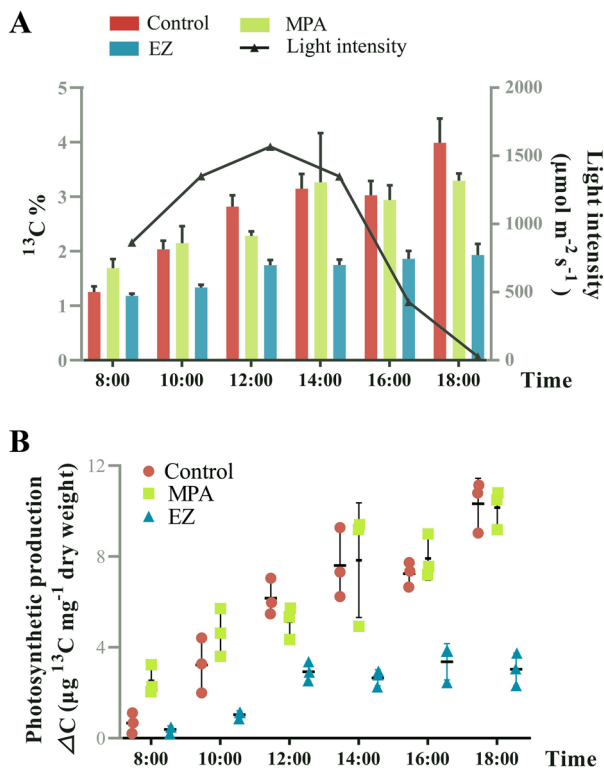 A
Control
MPA
EZ
Light intensity
¹³C %
5
4
3
2
1
0
2000
1500
1000
500
0
Light intensity
(µmol m⁻² s⁻¹)
8:00 10:00 12:00 14:00 16:00 18:00 Time
B
Control
MPA
EZ
Photosynthetic production
ΔC (µg ¹³C mg⁻¹ dry weight)
12
8
4
0
8:00 10:00 12:00 14:00 16:00 18:00 Time